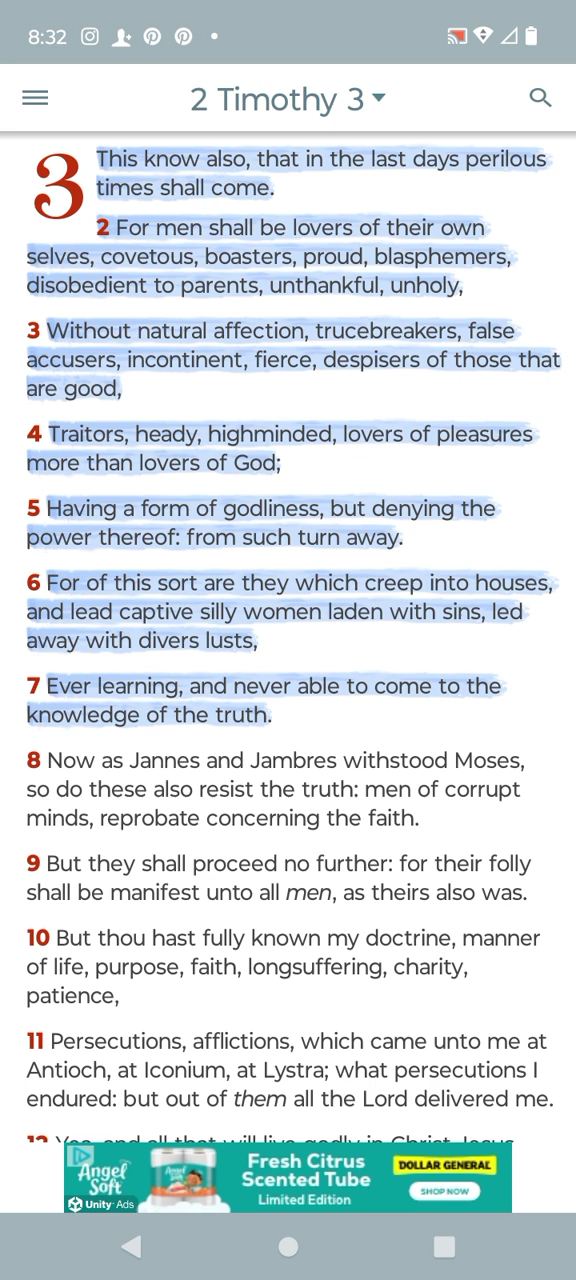 8:32
2 Timothy 3
3 This know also, that in the last days perilous
times shall come.
2 For men shall be lovers of their own
selves, covetous, boasters, proud, blasphemers,
disobedient to parents, unthankful, unholy,
3 Without natural affection, trucebreakers, false
accusers, incontinent, fierce, despisers of those that
are good,
4 Traitors, heady, highminded, lovers of pleasures
more than lovers of God;
5 Having a form of godliness, but denying the
power thereof: from such turn away.
6 For of this sort are they which creep into houses,
and lead captive silly women laden with sins, led
away with divers lusts,
7 Ever learning, and never able to come to the
knowledge of the truth.
8 Now as Jannes and Jambres withstood Moses,
so do these also resist the truth: men of corrupt
minds, reprobate concerning the faith.
9 But they shall proceed no further: for their folly
shall be manifest unto all men, as theirs also was.
10 But thou hast fully known my doctrine, manner
of life, purpose, faith, longsuffering, charity,
patience,
11 Persecutions, afflictions, which came unto me at
Antioch, at Iconium, at Lystra; what persecutions I
endured: but out of them all the Lord delivered me.
12 Yea, and all that will live godly in Christ Jesus
Angel
Soft
Unity Ads
Fresh Citrus
Scented Tube
Limited Edition
DOLLAR GENERAL
SHOP NOW